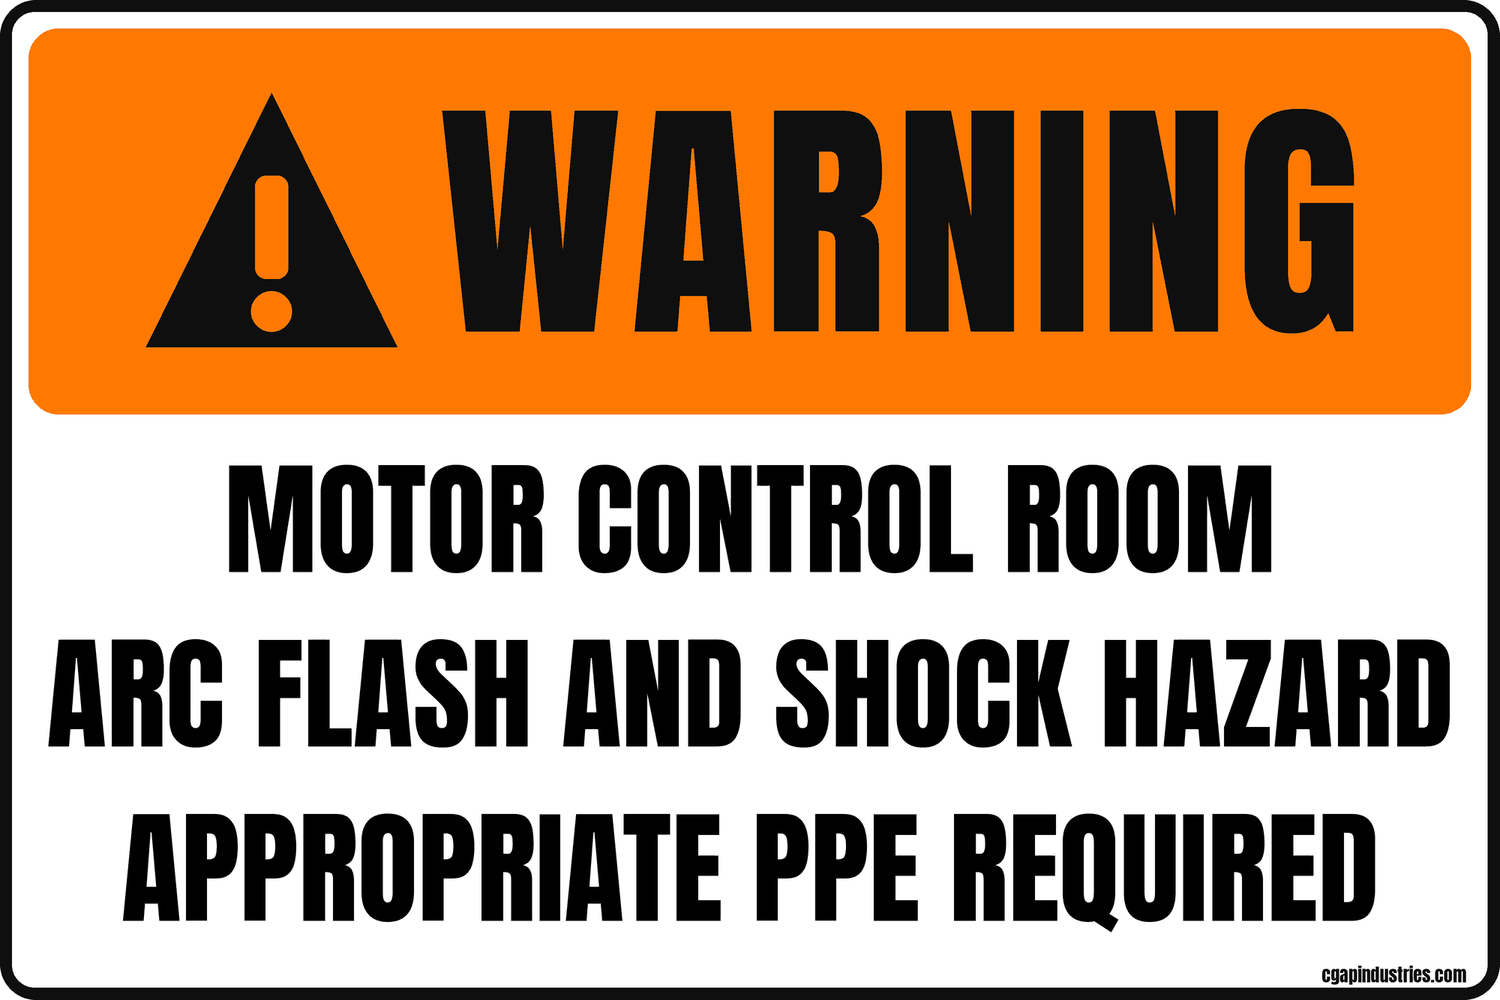 WARNING
MOTOR CONTROL ROOM
ARC FLASH AND SHOCK HAZARD
APPROPRIATE PPE REQUIRED
cgapindustries.com